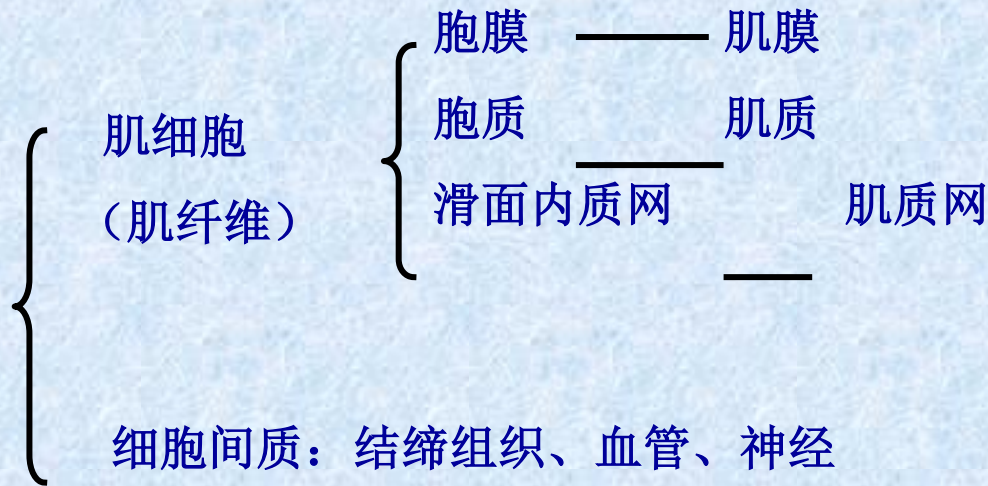 胞膜 —— 肌膜
肌细胞
胞质 肌质
（肌纤维）
滑面内质网 肌质网
细胞间质：结缔组织、血管、神经